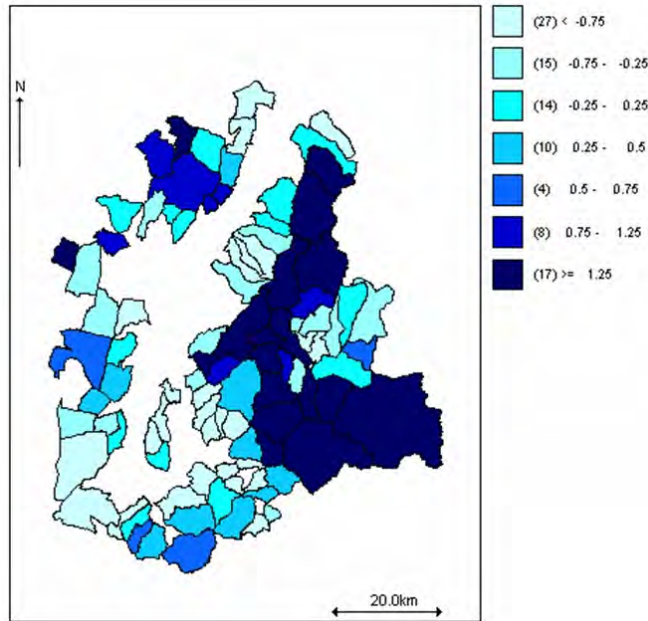 N
(27) < -0.75
(15) -0.75 - -0.25
(14) -0.25 - 0.25
(10) 0.25 - 0.5
(4) 0.5 - 0.75
(8) 0.75 - 1.25
(17) >= 1.25
20.0km